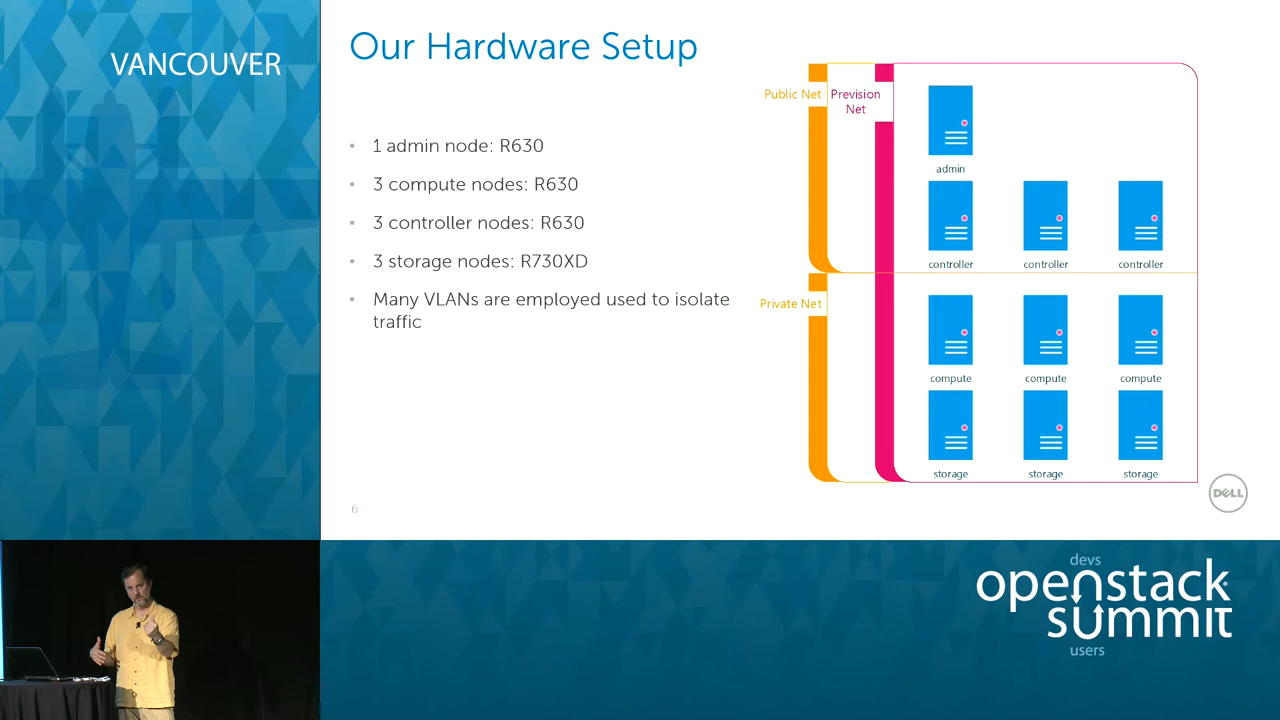 VANCOUVER
Our Hardware Setup
• 1 admin node: R630
• 3 compute nodes: R630
• 3 controller nodes: R630
• 3 storage nodes: R730XD
• Many VLANs are employed used to isolate
traffic
6
Public Net
Prevision
Net
admin
controller controller controller
Private Net
compute compute compute
storage storage storage
DELL
devs
openstack
summit
users